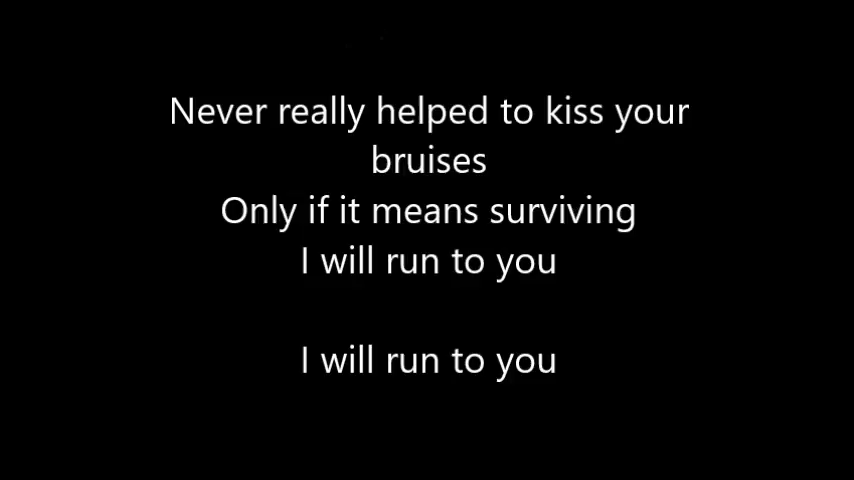 Never really helped to kiss your
bruises
Only if it means surviving
I will run to you
I will run to you